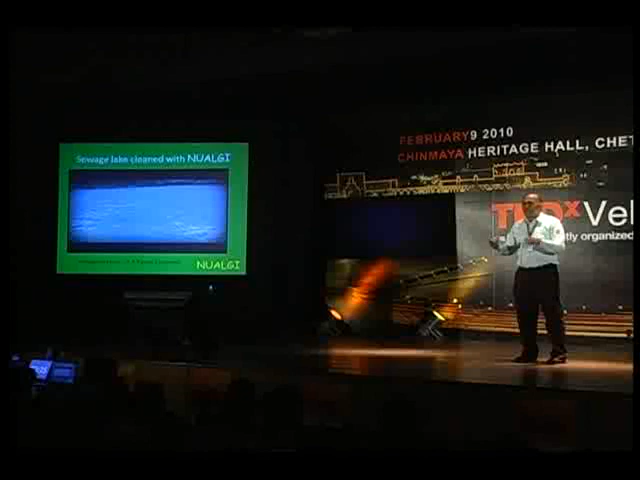 Sewage lake cleaned with NUALGI
NUALGI
FEBRUARY 9 2010
CHINMAYA HERITAGE HALL, CHET
TEDxVel
tly organized